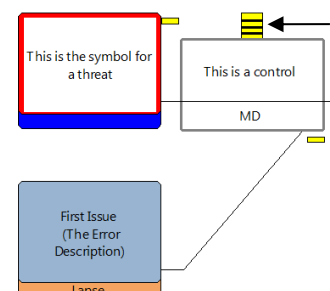 This is the symbol for
a threat
This is a control
MD
First Issue
(The Error
Description)
Lapse